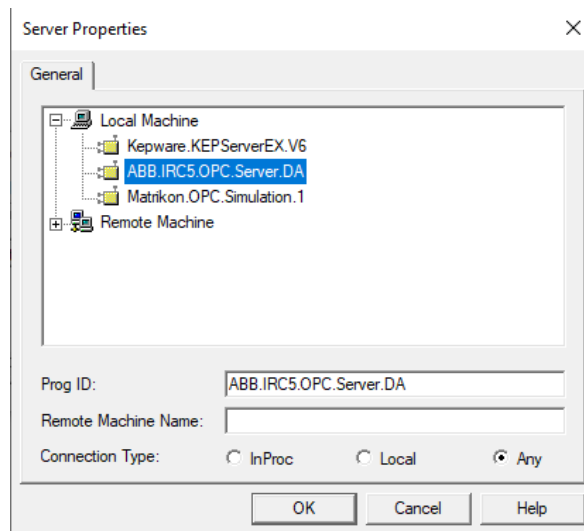 Server Properties
General
Local Machine
Kepware.KEPServerEX.V6
ABB.IRC5.OPC.Server.DA
Matrikon.OPC.Simulation.1
Remote Machine
Prog ID: ABB.IRC5.OPC.Server.DA
Remote Machine Name:
Connection Type: InProc Local Any
OK Cancel Help